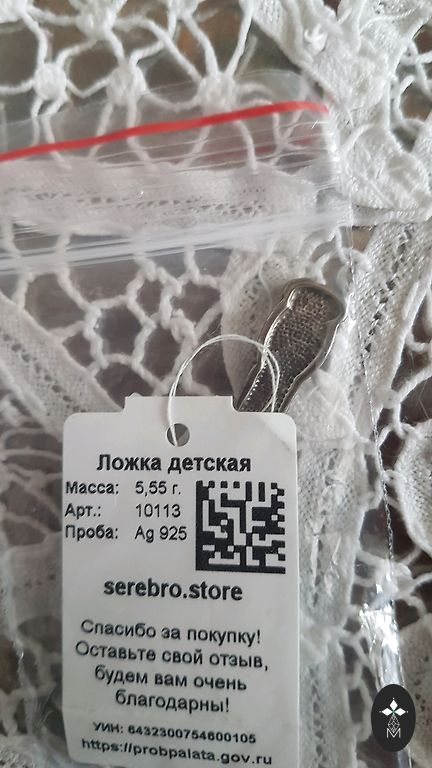 Ложка детская
Масса: 5,55 г.
Арт.: 10113
Проба: Ag 925
serebro.store
Спасибо за покупку!
Оставьте свой отзыв,
будем вам очень
благодарны!
УИН: 6432300754600105
https://probpalata.gov.ru
M